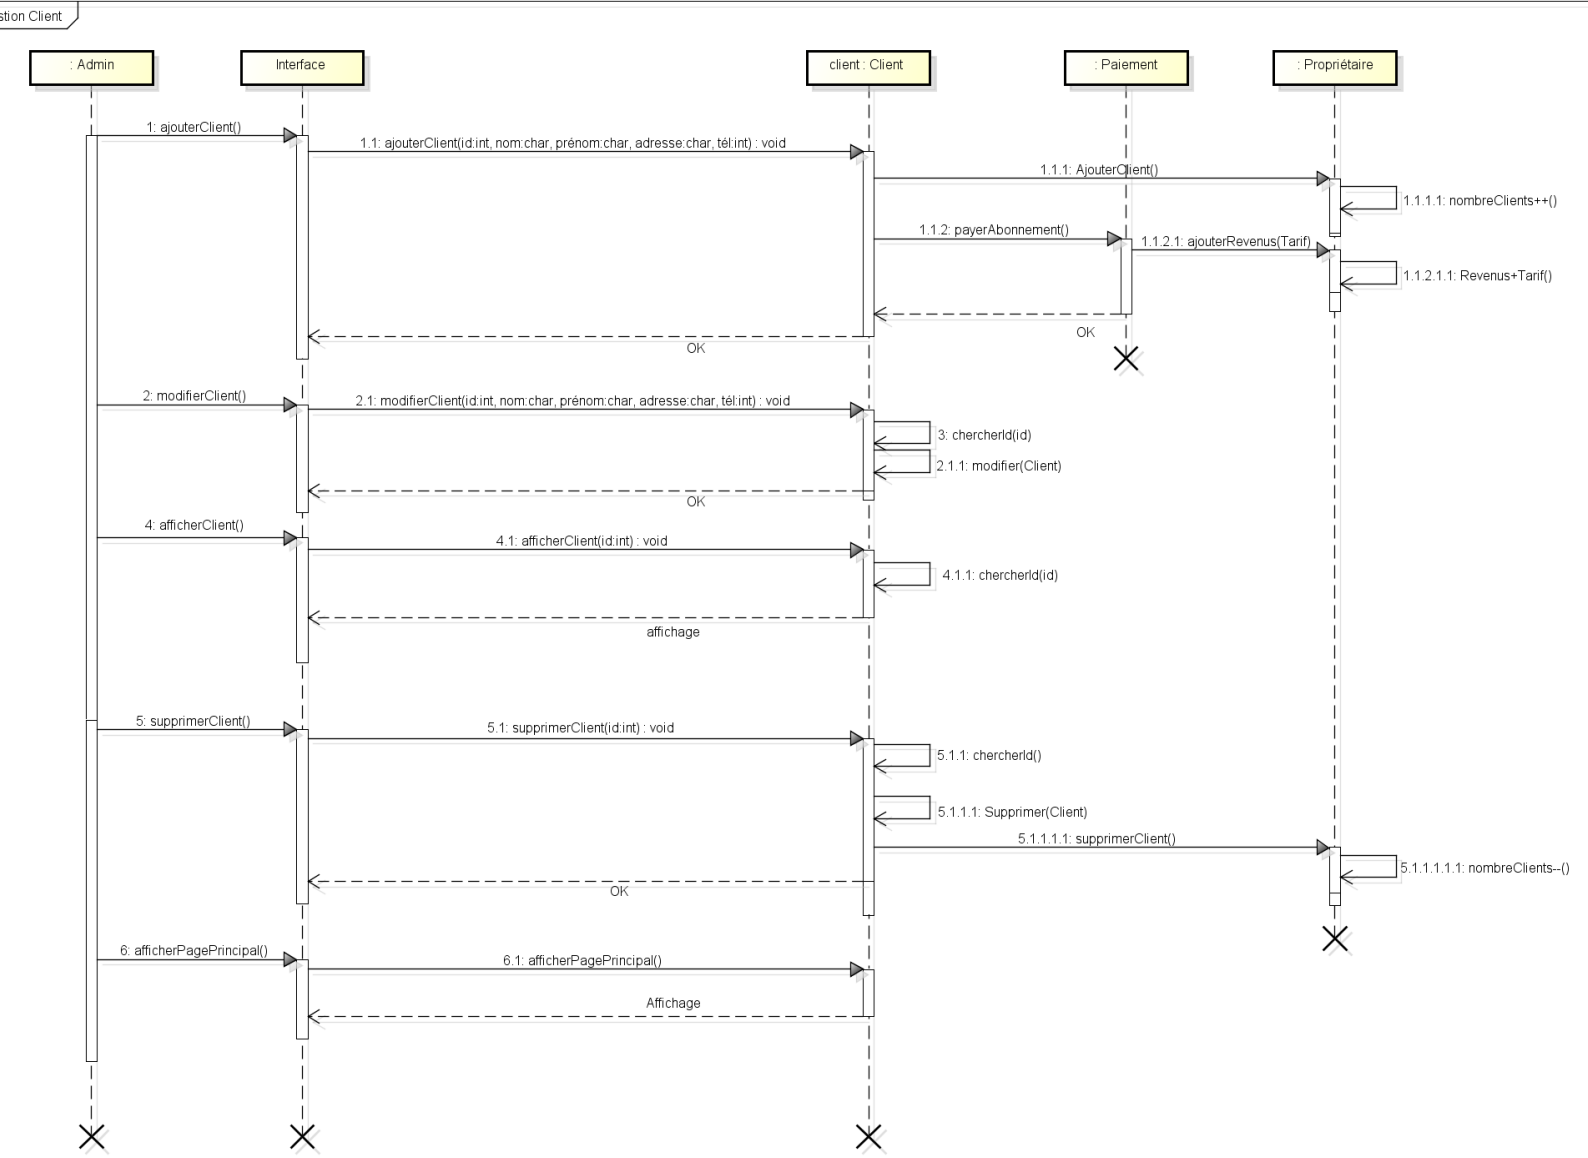 stion Client
: Admin
Interface
client : Client
: Paiement
: Propriétaire
1: ajouterClient()
1.1: ajouterClient(id:int, nom:char, prénom:char, adresse:char, tél:int) : void
1.1.1: AjouterClient()
1.1.1.1: nombreClients++()
1.1.2: payerAbonnement()
1.1.2.1: ajouterRevenus(Tarif)
1.1.2.1.1: Revenus+Tarif()
OK
OK
2: modifierClient()
2.1: modifierClient(id:int, nom:char, prénom:char, adresse:char, tél:int) : void
3: chercherId(id)
2.1.1: modifier(Client)
OK
4: afficherClient()
4.1: afficherClient(id:int) : void
4.1.1: chercherId(id)
affichage
5: supprimerClient()
5.1: supprimerClient(id:int) : void
5.1.1: chercherId()
5.1.1.1: Supprimer(Client)
5.1.1.1.1: supprimerClient()
5.1.1.1.1.1: nombreClients--()
OK
6: afficherPagePrincipal()
6.1: afficherPagePrincipal()
Affichage